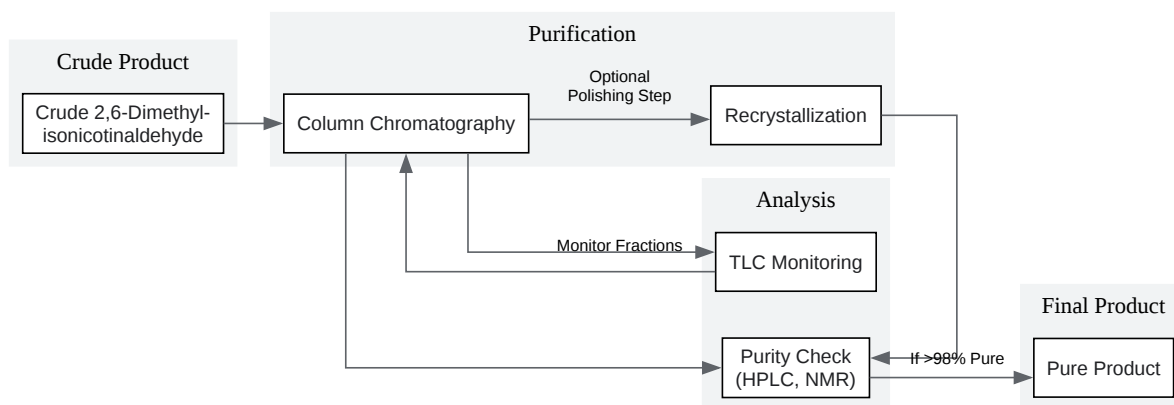 Purification
Crude Product
Crude 2,6-Dimethyl-
isonicotinaldehyde
Column Chromatography
Optional
Polishing Step
Recrystallization
Analysis
Monitor Fractions
TLC Monitoring
Purity Check
(HPLC, NMR)
If >98% Pure
Final Product
Pure Product